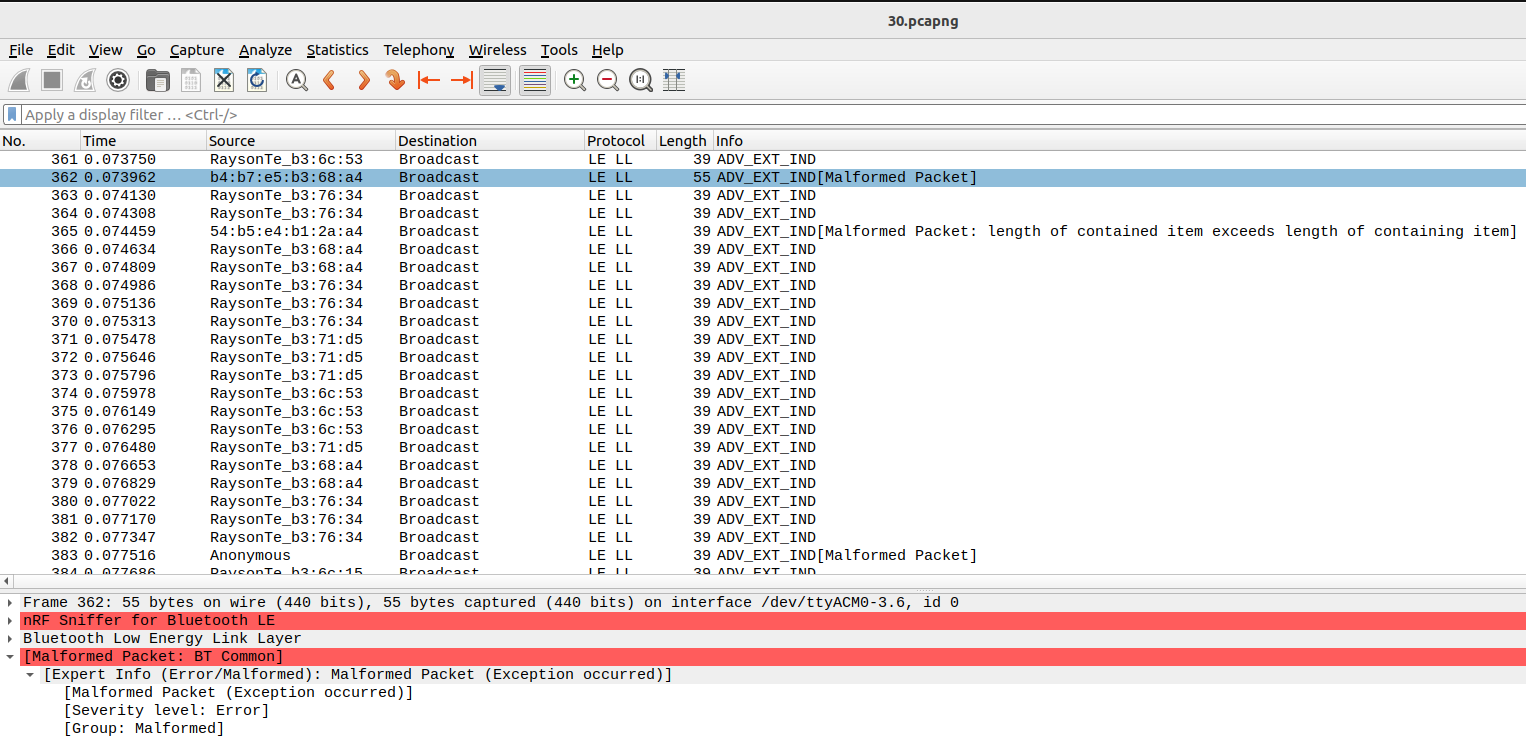 30.pcapng
File Edit View Go Capture Analyze Statistics Telephony Wireless Tools Help
Apply a display filter … <Ctrl-/>
No. Time Source Destination Protocol Length Info
361 0.073750 RaysonTe_b3:6c:53 Broadcast LE LL 39 ADV_EXT_IND
362 0.073962 b4:b7:e5:b3:68:a4 Broadcast LE LL 55 ADV_EXT_IND[Malformed Packet]
363 0.074130 RaysonTe_b3:76:34 Broadcast LE LL 39 ADV_EXT_IND
364 0.074308 RaysonTe_b3:76:34 Broadcast LE LL 39 ADV_EXT_IND
365 0.074459 54:b5:e4:b1:2a:a4 Broadcast LE LL 39 ADV_EXT_IND[Malformed Packet: length of contained item exceeds length of containing item]
366 0.074634 RaysonTe_b3:68:a4 Broadcast LE LL 39 ADV_EXT_IND
367 0.074809 RaysonTe_b3:68:a4 Broadcast LE LL 39 ADV_EXT_IND
368 0.074986 RaysonTe_b3:76:34 Broadcast LE LL 39 ADV_EXT_IND
369 0.075136 RaysonTe_b3:76:34 Broadcast LE LL 39 ADV_EXT_IND
370 0.075313 RaysonTe_b3:76:34 Broadcast LE LL 39 ADV_EXT_IND
371 0.075478 RaysonTe_b3:71:d5 Broadcast LE LL 39 ADV_EXT_IND
372 0.075646 RaysonTe_b3:71:d5 Broadcast LE LL 39 ADV_EXT_IND
373 0.075796 RaysonTe_b3:71:d5 Broadcast LE LL 39 ADV_EXT_IND
374 0.075978 RaysonTe_b3:6c:53 Broadcast LE LL 39 ADV_EXT_IND
375 0.076149 RaysonTe_b3:6c:53 Broadcast LE LL 39 ADV_EXT_IND
376 0.076295 RaysonTe_b3:6c:53 Broadcast LE LL 39 ADV_EXT_IND
377 0.076480 RaysonTe_b3:71:d5 Broadcast LE LL 39 ADV_EXT_IND
378 0.076653 RaysonTe_b3:68:a4 Broadcast LE LL 39 ADV_EXT_IND
379 0.076829 RaysonTe_b3:68:a4 Broadcast LE LL 39 ADV_EXT_IND
380 0.077022 RaysonTe_b3:76:34 Broadcast LE LL 39 ADV_EXT_IND
381 0.077170 RaysonTe_b3:76:34 Broadcast LE LL 39 ADV_EXT_IND
382 0.077347 RaysonTe_b3:76:34 Broadcast LE LL 39 ADV_EXT_IND
383 0.077516 Anonymous Broadcast LE LL 39 ADV_EXT_IND[Malformed Packet]
384 0.077686 RaysonTe_b3:6c:15 Broadcast LE LL 39 ADV_EXT_IND
Frame 362: 55 bytes on wire (440 bits), 55 bytes captured (440 bits) on interface /dev/ttyACM0-3.6, id 0
nRF Sniffer for Bluetooth LE
Bluetooth Low Energy Link Layer
[Malformed Packet: BT Common]
[Expert Info (Error/Malformed): Malformed Packet (Exception occurred)]
[Malformed Packet (Exception occurred)]
[Severity level: Error]
[Group: Malformed]